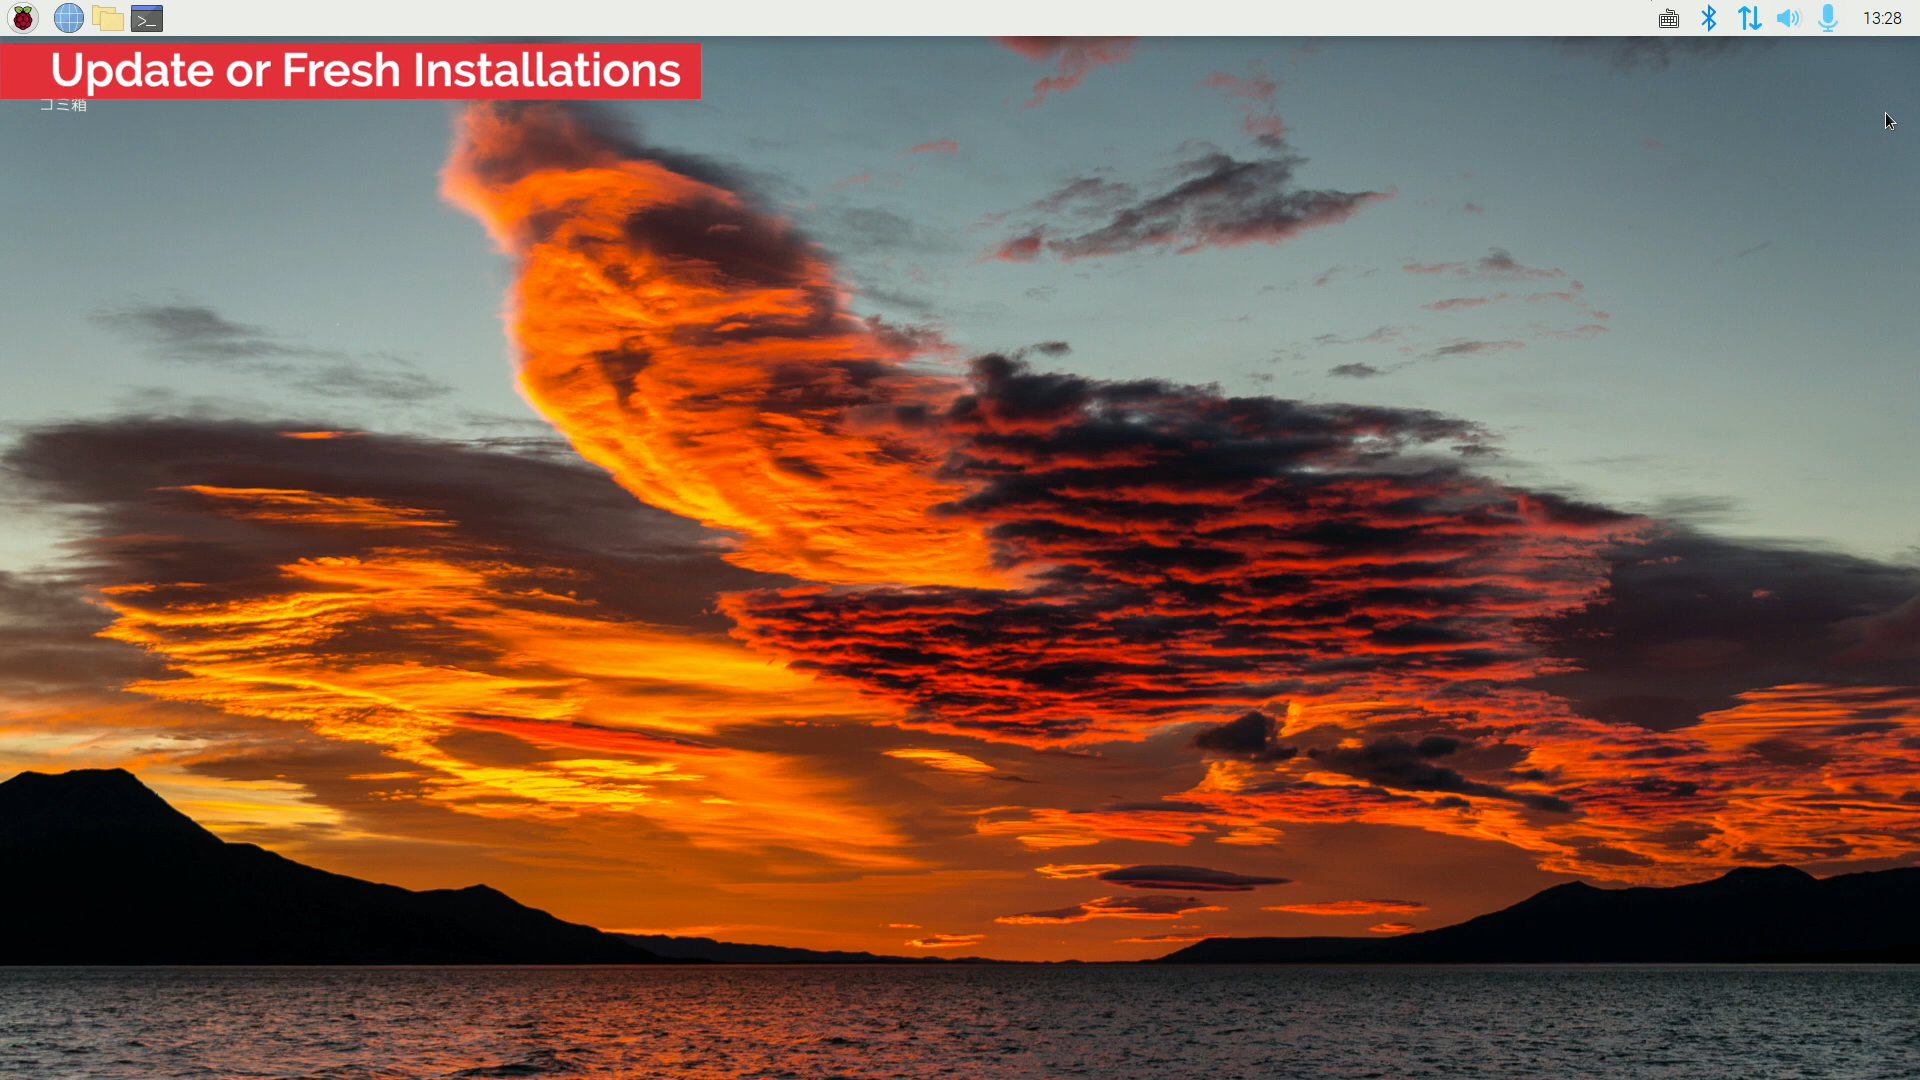 13:28
Update or Fresh Installations
ゴミ箱